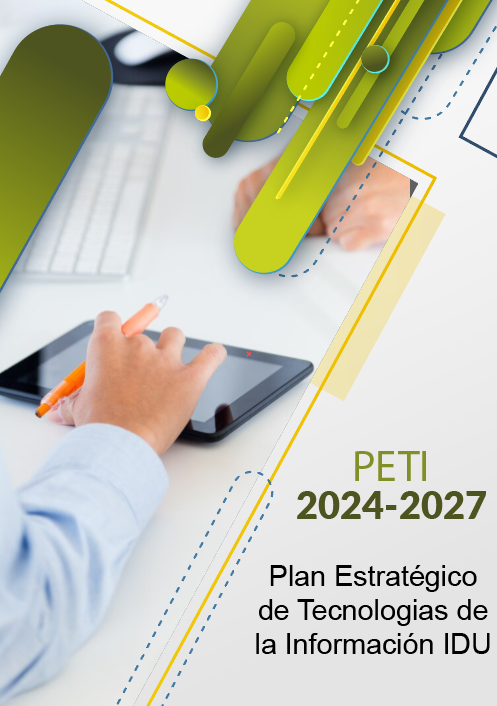 PETI
2024-2027
Plan Estratégico
de Tecnologias de
la Información IDU